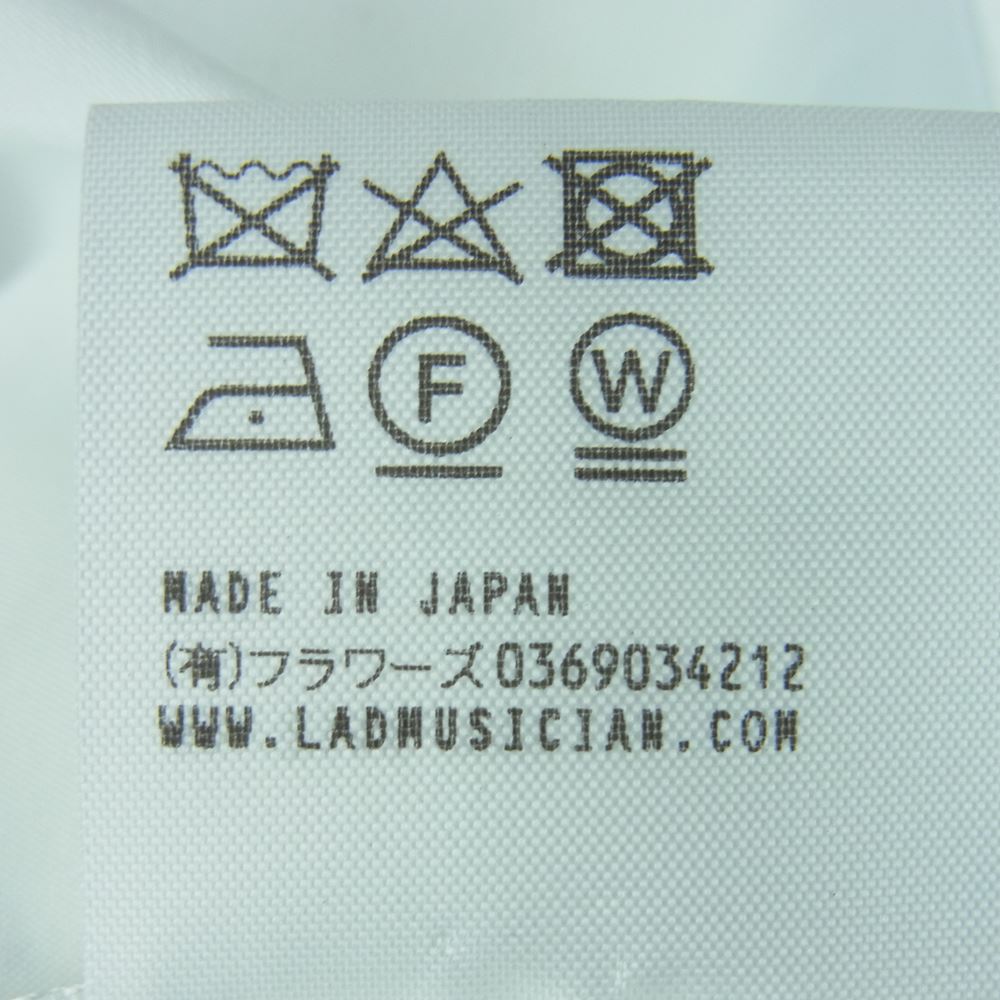 F W
MADE IN JAPAN
(有)フラワーズ0369034212
WWW.LADMUSICIAN.COM